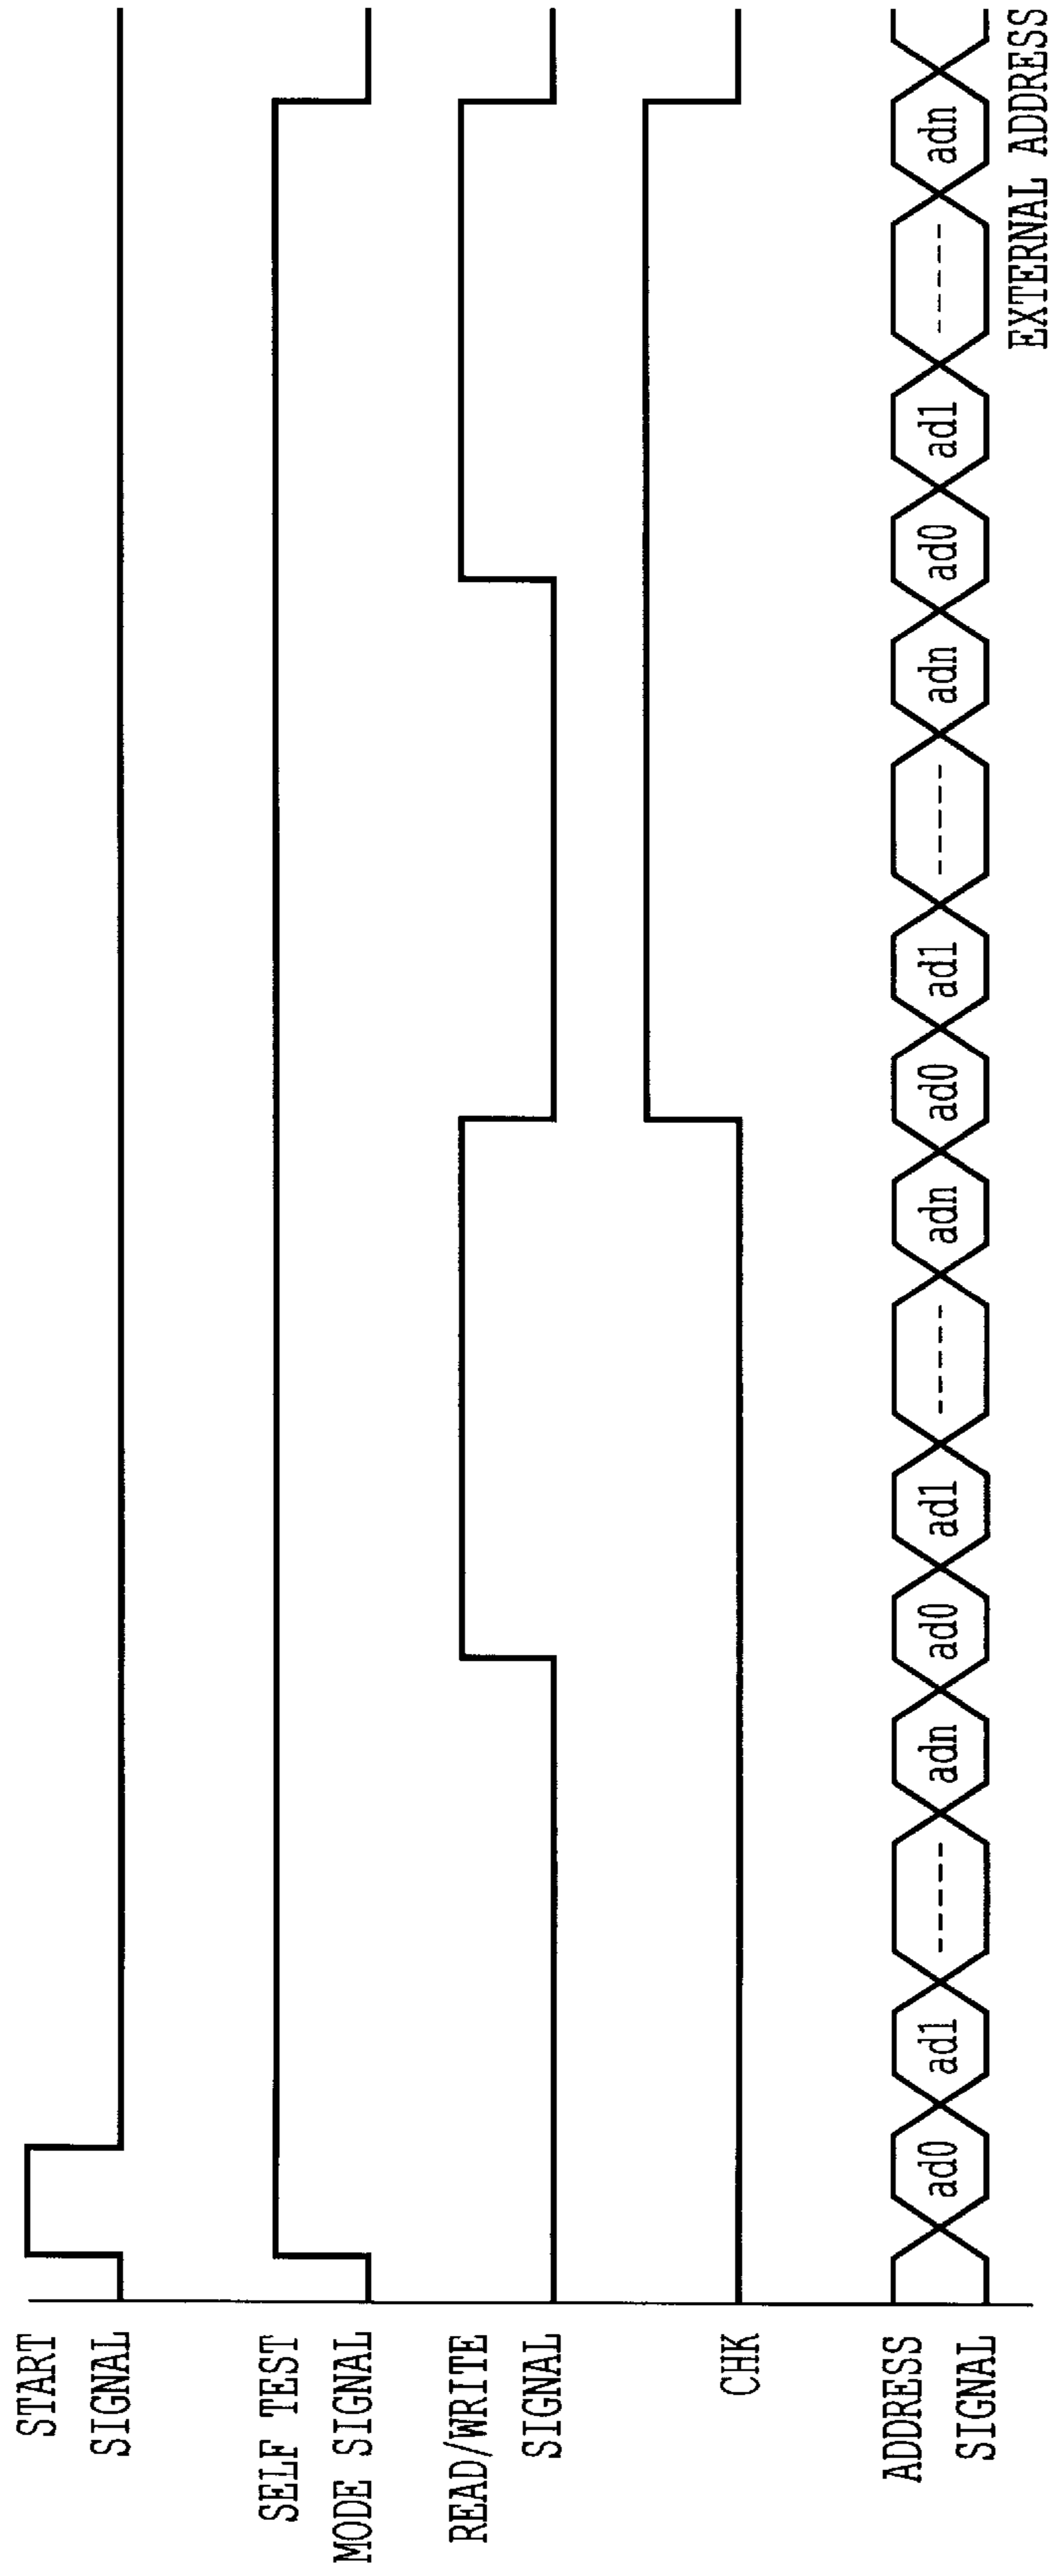 START
SIGNAL
SELF TEST
MODE SIGNAL
READ/WRITE
SIGNAL
CHK
ADDRESS
SIGNAL
ad0 ad1 ----- adn ad0 ad1 ----- adn ad0 ad1 ----- adn ad0 ad1 ----- adn
EXTERNAL ADDRESS